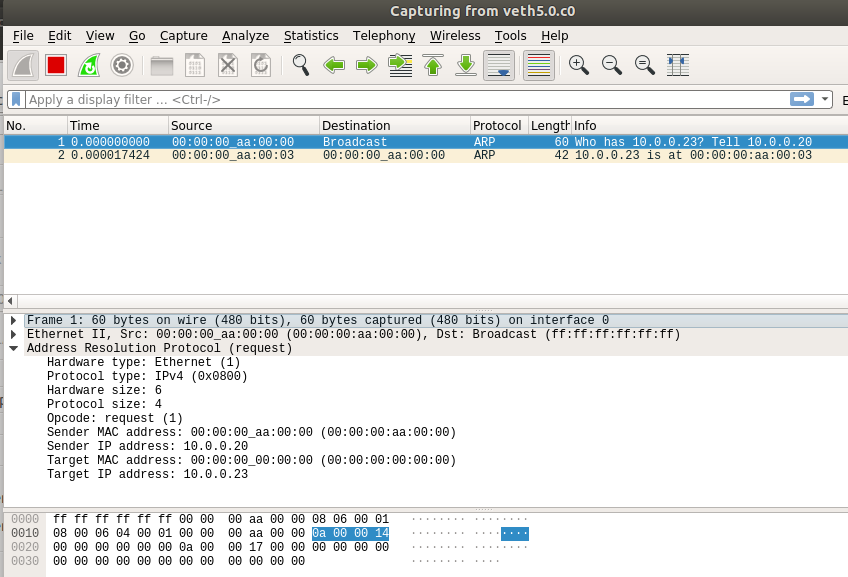 Capturing from veth5.0.c0
File Edit View Go Capture Analyze Statistics Telephony Wireless Tools Help
Apply a display filter … <Ctrl-/>
No. Time Source Destination Protocol Length Info
1 0.000000000 00:00:00_aa:00:00 Broadcast ARP 60 Who has 10.0.0.23? Tell 10.0.0.20
2 0.000017424 00:00:00_aa:00:03 00:00:00_aa:00:00 ARP 42 10.0.0.23 is at 00:00:00:aa:00:03
Frame 1: 60 bytes on wire (480 bits), 60 bytes captured (480 bits) on interface 0
Ethernet II, Src: 00:00:00_aa:00:00 (00:00:00:aa:00:00), Dst: Broadcast (ff:ff:ff:ff:ff:ff)
Address Resolution Protocol (request)
Hardware type: Ethernet (1)
Protocol type: IPv4 (0x0800)
Hardware size: 6
Protocol size: 4
Opcode: request (1)
Sender MAC address: 00:00:00_aa:00:00 (00:00:00:aa:00:00)
Sender IP address: 10.0.0.20
Target MAC address: 00:00:00_00:00:00 (00:00:00:00:00:00)
Target IP address: 10.0.0.23
0000 ff ff ff ff ff ff 00 00 00 aa 00 00 08 06 00 01 ········ ········
0010 08 00 06 04 00 01 00 00 00 aa 00 00 0a 00 00 14 ········ ········
0020 00 00 00 00 00 00 0a 00 00 17 00 00 00 00 00 00 ········ ········
0030 00 00 00 00 00 00 00 00 00 00 00 00 ········ ····